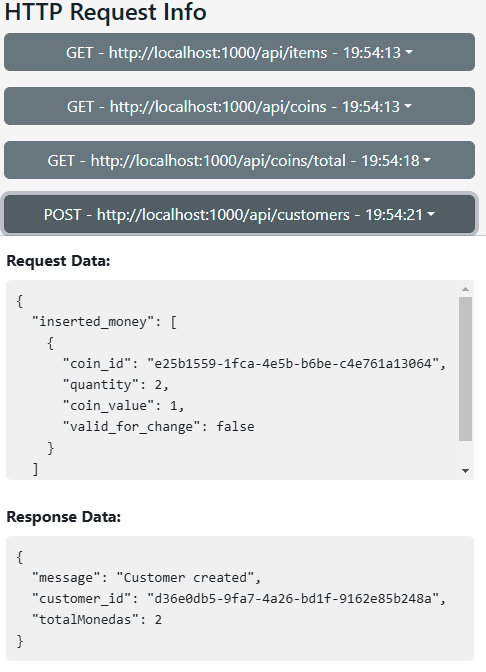 HTTP Request Info
GET - http://localhost:1000/api/items - 19:54:13
GET - http://localhost:1000/api/coins - 19:54:13
GET - http://localhost:1000/api/coins/total - 19:54:18
POST - http://localhost:1000/api/customers - 19:54:21
Request Data:
{
  "inserted_money": [
    {
      "coin_id": "e25b1559-1fca-4e5b-b6be-c4e761a13064",
      "quantity": 2,
      "coin_value": 1,
      "valid_for_change": false
    }
  ]
Response Data:
{
  "message": "Customer created",
  "customer_id": "d36e0db5-9fa7-4a26-bd1f-9162e85b248a",
  "totalMonedas": 2
}